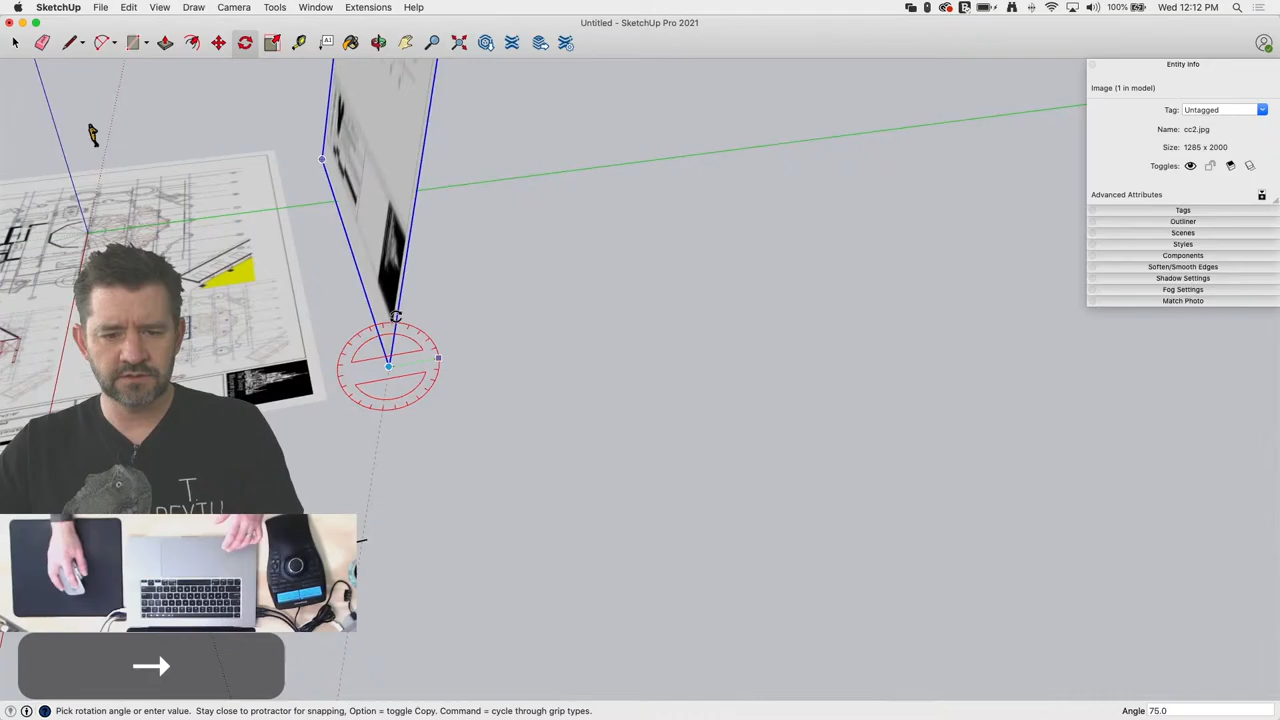 SketchUp File Edit View Draw Camera Tools Window Extensions Help
100% Wed 12:12 PM
Untitled - SketchUp Pro 2021
Entity Info
Image (1 in model)
Tag: Untagged
Name: cc2.jpg
Size: 1285 x 2000
Toggles:
Advanced Attributes
Tags
Outliner
Scenes
Styles
Components
Soften/Smooth Edges
Shadow Settings
Fog Settings
Match Photo
T.
→
Pick rotation angle or enter value. Stay close to protractor for snapping, Option = toggle Copy. Command = cycle through grip types.
Angle 75.0